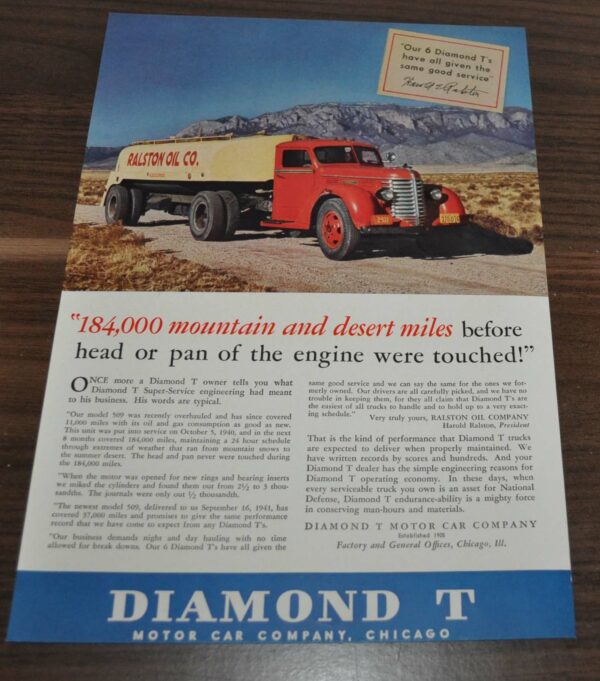 "Our 6 Diamond T's
have all given the
same good service"
RALSTON OIL CO.
"184,000 mountain and desert miles before
head or pan of the engine were touched!"
ONCE more a Diamond T owner tells you what
Diamond T Super-Service engineering had meant
to his business. His words are typical.
"Our model 509 was recently overhauled and has since covered
11,000 miles with its oil and gas consumption as good as new.
This unit was put into service on October 5, 1940, and in the next
8 months covered 184,000 miles, maintaining a 24 hour schedule
through extremes of weather that ran from mountain snows to
the summer desert. The head and pan never were touched during
the 184,000 miles.
"When the motor was opened for new rings and bearing inserts
we miked the cylinders and found them out from 2½ to 3 thou-
sandths. The journals were only out ½ thousandth.
"The newest model 509, delivered to us September 16, 1941, has
covered 37,000 miles and promises to give the same performance
record that we have come to expect from any Diamond T's.
"Our business demands night and day hauling with no time
allowed for break downs. Our 6 Diamond T's have all given the
same good service and we can say the same for the ones we for-
merly owned. Our drivers are all carefully picked, and we have no
trouble in keeping them, for they all claim that Diamond T's are
the easiest of all trucks to handle and to hold up to a very exact-
ing schedule."
Very truly yours, RALSTON OIL COMPANY
Harold Ralston, President
That is the kind of performance that Diamond T trucks
are expected to deliver when properly maintained. We
have written records by scores and hundreds. And your
Diamond T dealer has the simple engineering reasons for
Diamond T operating economy. In these days, when
every serviceable truck you own is an asset for National
Defense, Diamond T endurance-ability is a mighty force
in conserving man-hours and materials.
DIAMOND T MOTOR CAR COMPANY
Established 1905
Factory and General Offices, Chicago, Ill.
DIAMOND T
MOTOR CAR COMPANY, CHICAGO